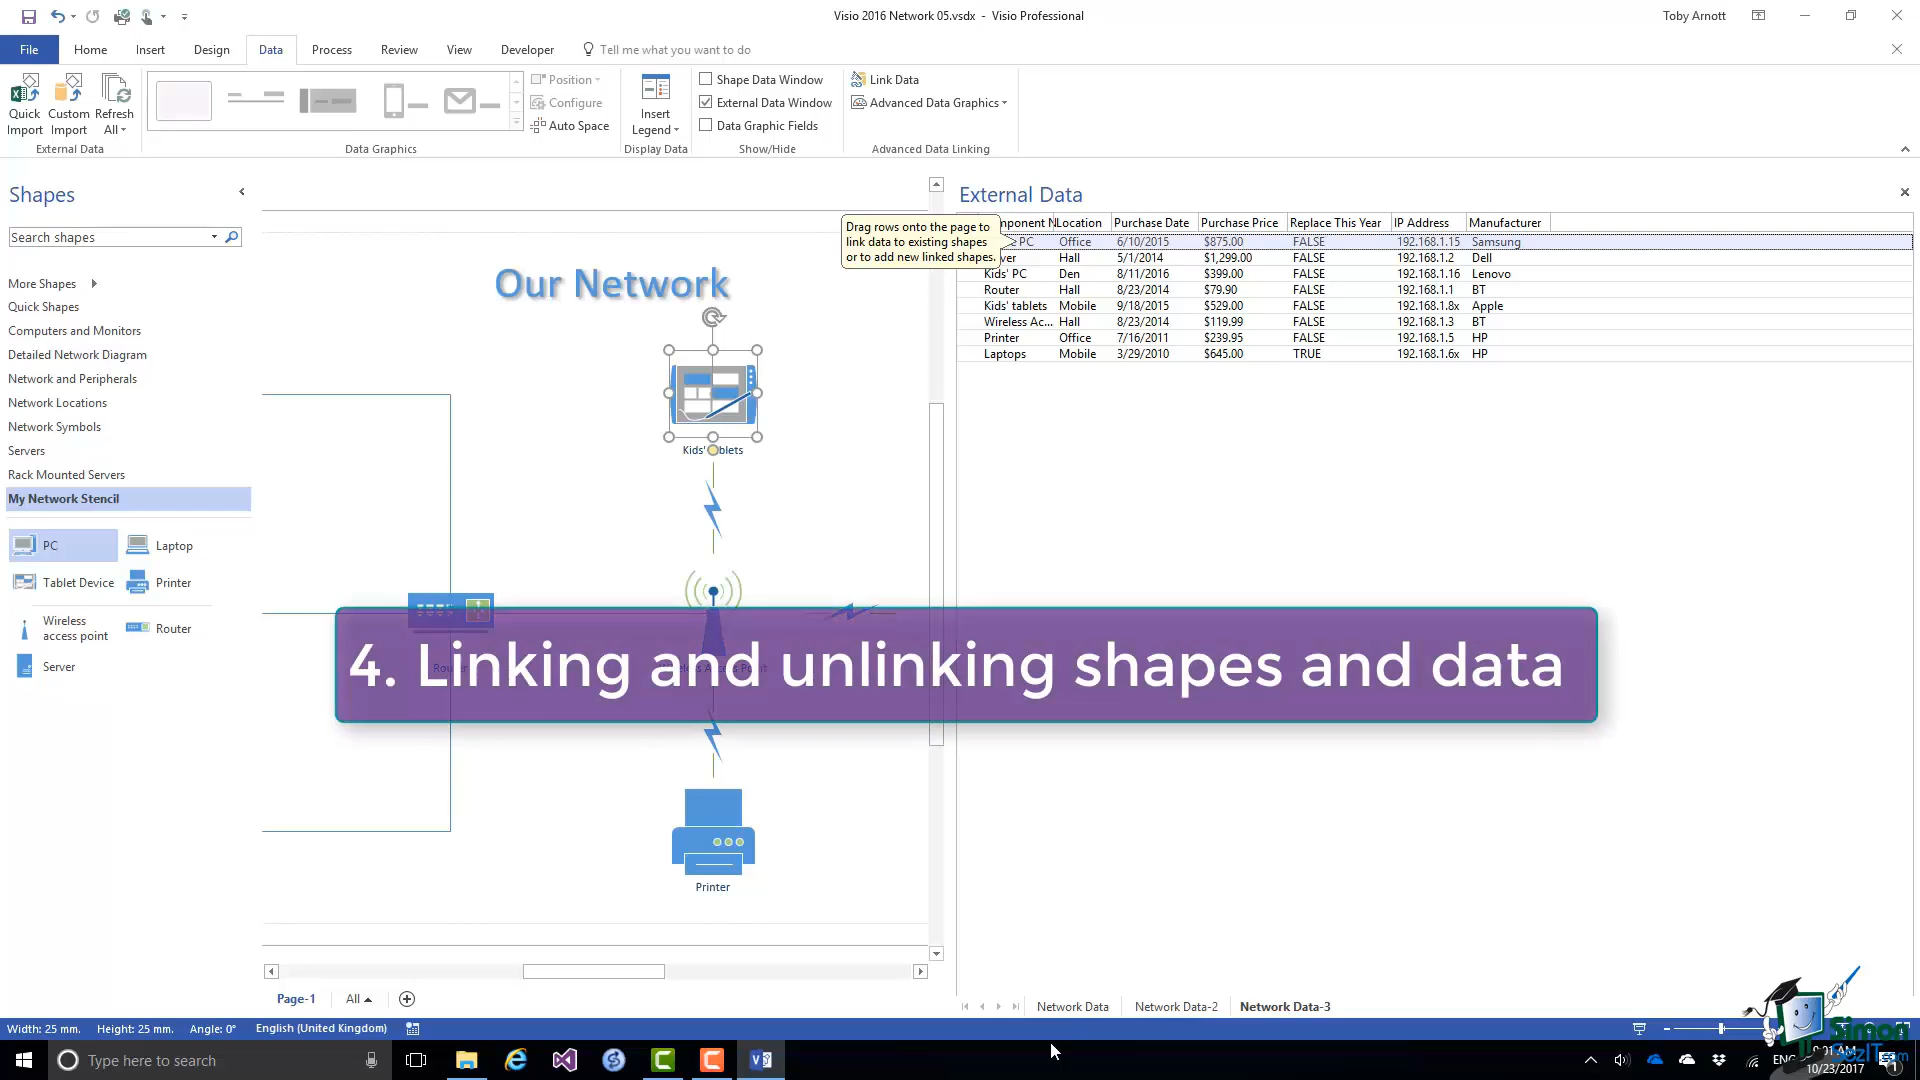 Visio 2016 Network 05.vsdx - Visio Professional
Toby Arnott
File Home Insert Design Data Process Review View Developer Tell me what you want to do
Quick Import
Custom Import
Refresh All
External Data
Data Graphics
Position
Configure
Auto Space
Insert Legend
Display Data
Shape Data Window
External Data Window
Data Graphic Fields
Show/Hide
Link Data
Advanced Data Graphics
Advanced Data Linking
Shapes
Search shapes
More Shapes
Quick Shapes
Computers and Monitors
Detailed Network Diagram
Network and Peripherals
Network Locations
Network Symbols
Servers
Rack Mounted Servers
My Network Stencil
PC Laptop
Tablet Device Printer
Wireless access point Router
Server
Our Network
Kids' blets
Printer
4. Linking and unlinking shapes and data
Drag rows onto the page to
link data to existing shapes
or to add new linked shapes.
External Data
mponent N Location Purchase Date Purchase Price Replace This Year IP Address Manufacturer
e PC Office 6/10/2015 $875.00 FALSE 192.168.1.15 Samsung
ver Hall 5/1/2014 $1,299.00 FALSE 192.168.1.2 Dell
Kids' PC Den 8/11/2016 $399.00 FALSE 192.168.1.16 Lenovo
Router Hall 8/23/2014 $79.90 FALSE 192.168.1.1 BT
Kids' tablets Mobile 9/18/2015 $529.00 FALSE 192.168.1.8x Apple
Wireless Ac... Hall 8/23/2014 $119.99 FALSE 192.168.1.3 BT
Printer Office 7/16/2011 $239.95 FALSE 192.168.1.5 HP
Laptops Mobile 3/29/2010 $645.00 TRUE 192.168.1.6x HP
Page-1 All
Network Data Network Data-2 Network Data-3
Width: 25 mm. Height: 25 mm. Angle: 0° English (United Kingdom)
Type here to search
ENG
10/23/2017
Simon
SezIT.com